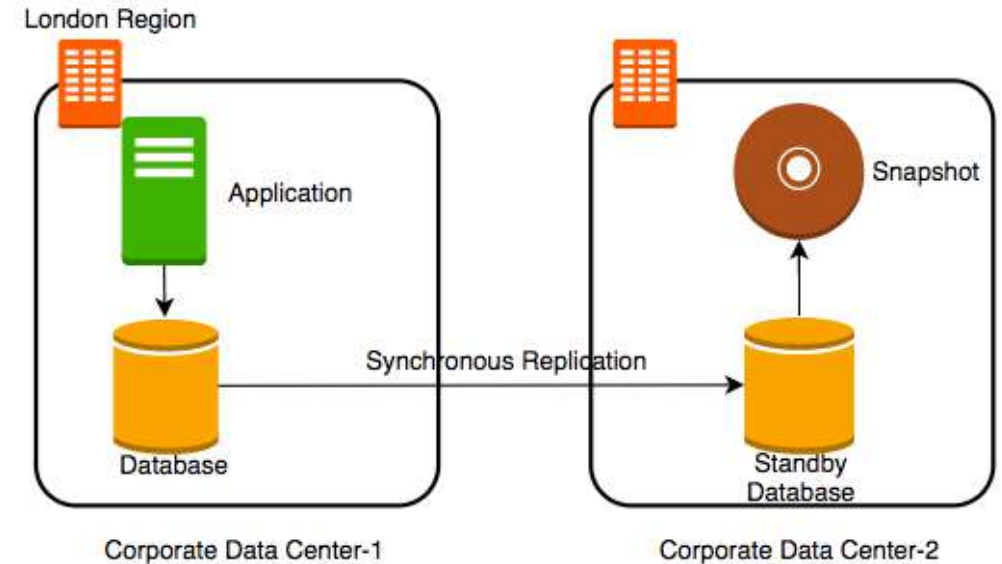 London Region
Application
Snapshot
Synchronous Replication
Database
Standby
Database
Corporate Data Center-1
Corporate Data Center-2